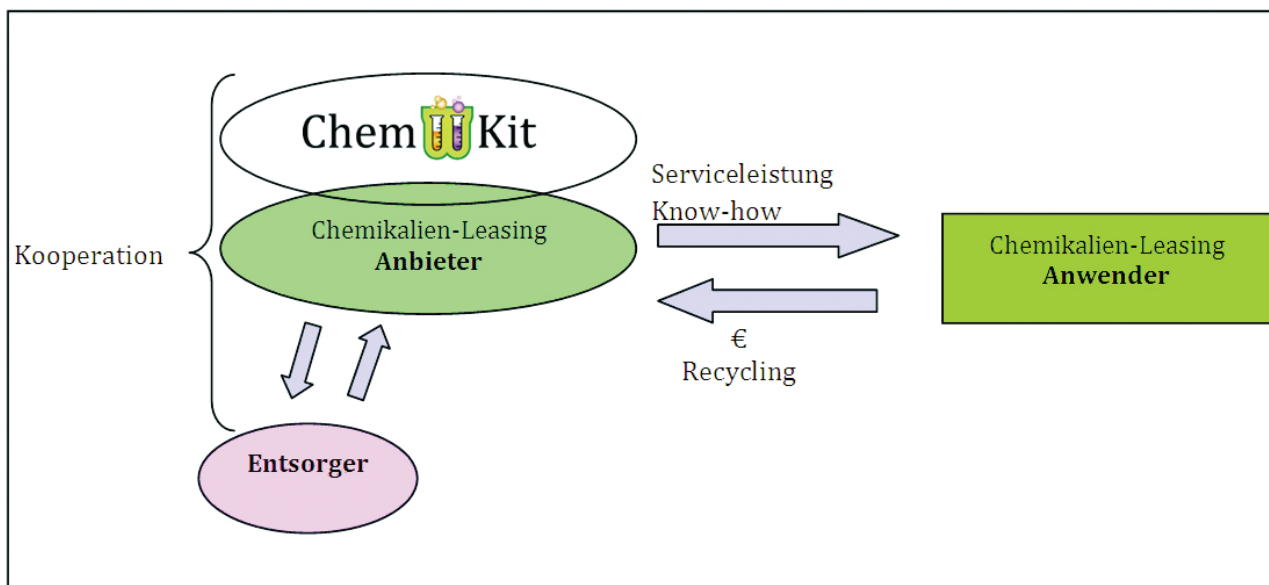 Chem Kit
Kooperation
Chemikalien-Leasing
Anbieter
Serviceleistung
Know-how
€
Recycling
Chemikalien-Leasing
Anwender
Entsorger